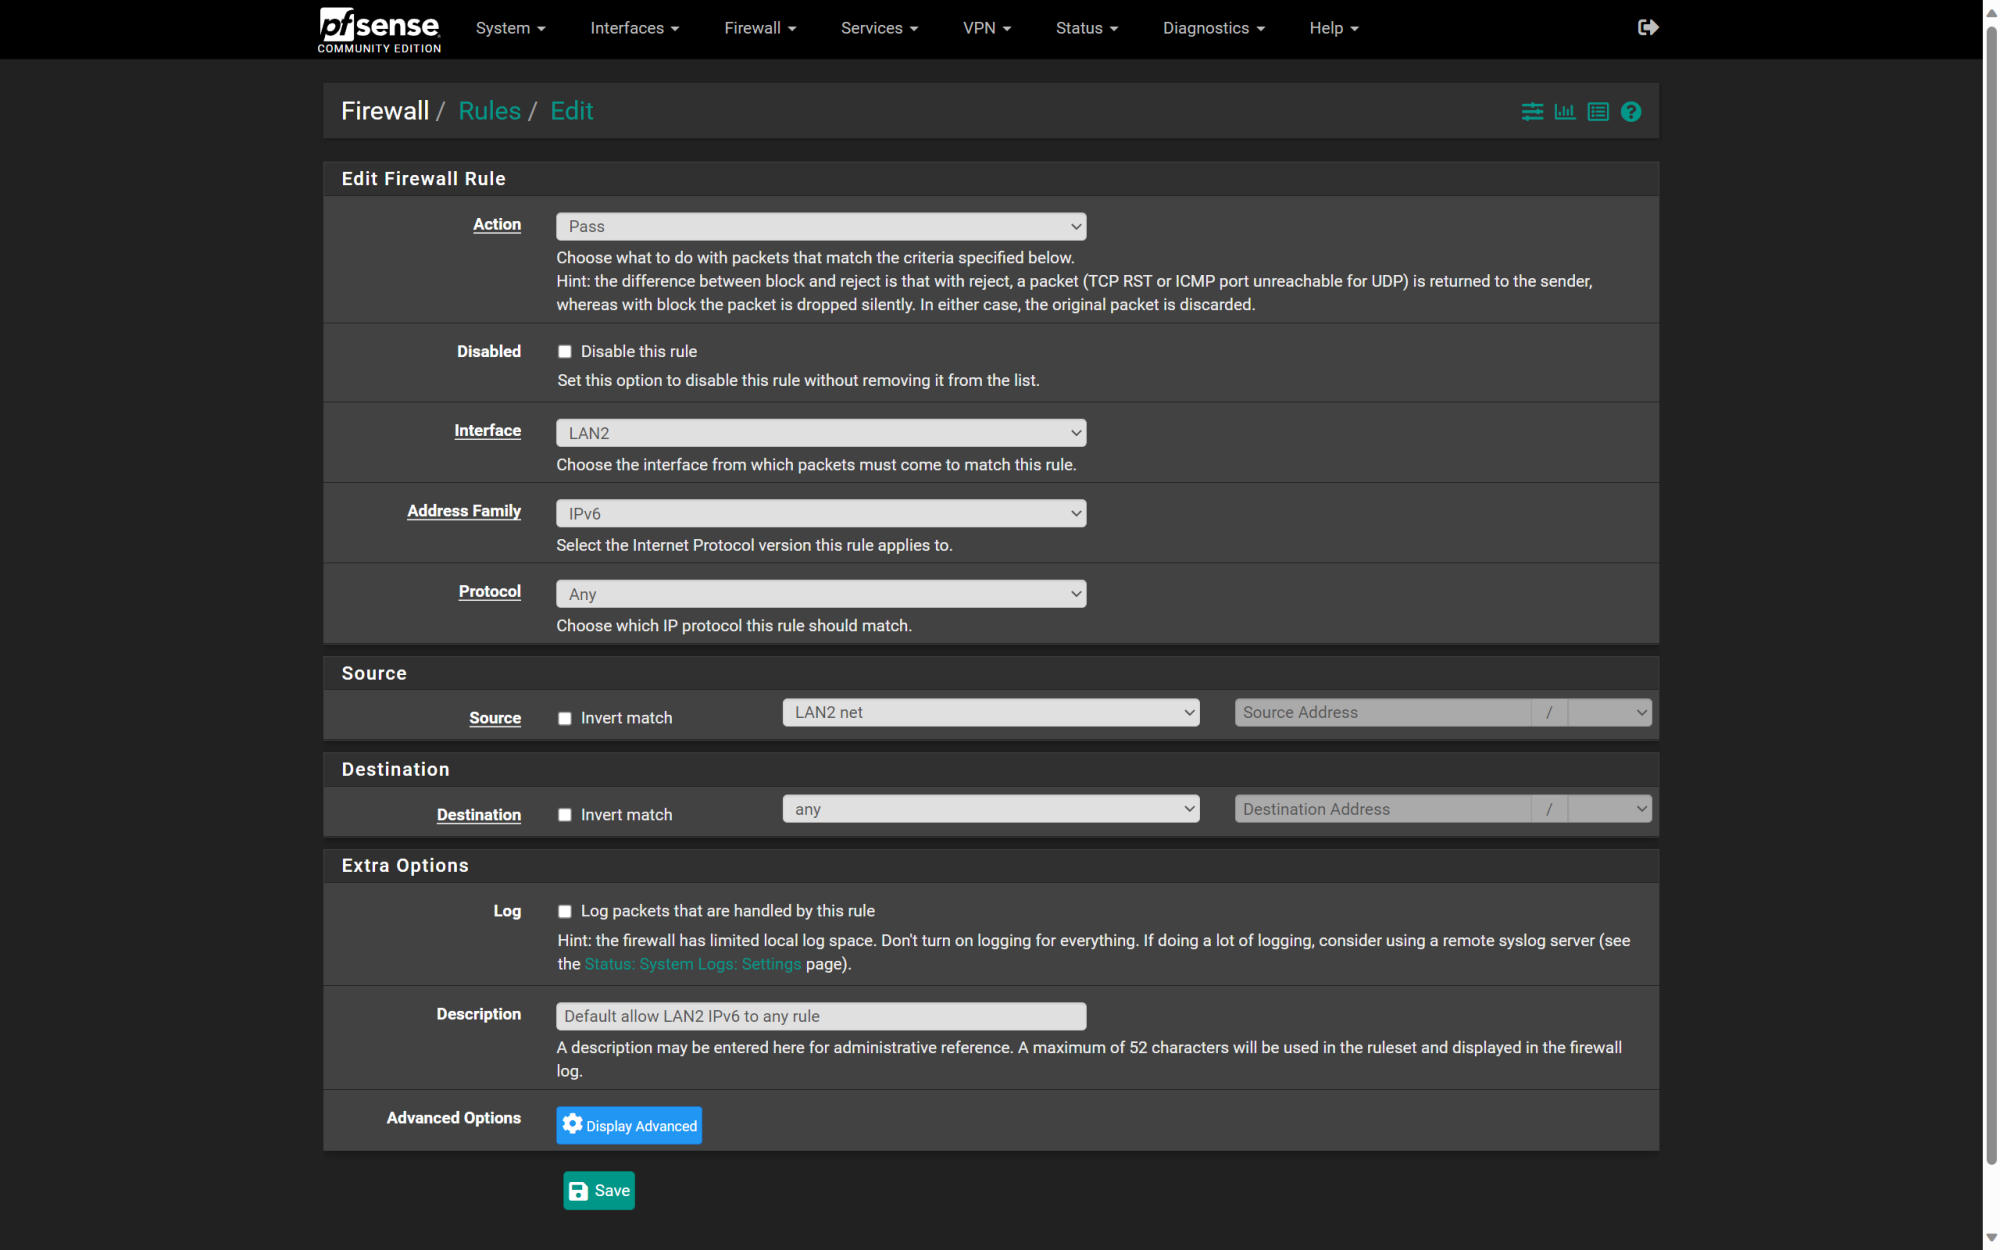 pfsense
COMMUNITY EDITION
System
Interfaces
Firewall
Services
VPN
Status
Diagnostics
Help
Firewall / Rules / Edit
Edit Firewall Rule
Action
Pass
Choose what to do with packets that match the criteria specified below.
Hint: the difference between block and reject is that with reject, a packet (TCP RST or ICMP port unreachable for UDP) is returned to the sender,
whereas with block the packet is dropped silently. In either case, the original packet is discarded.
Disabled
Disable this rule
Set this option to disable this rule without removing it from the list.
Interface
LAN2
Choose the interface from which packets must come to match this rule.
Address Family
IPv6
Select the Internet Protocol version this rule applies to.
Protocol
Any
Choose which IP protocol this rule should match.
Source
Source
Invert match
LAN2 net
Source Address
/
Destination
Destination
Invert match
any
Destination Address
/
Extra Options
Log
Log packets that are handled by this rule
Hint: the firewall has limited local log space. Don't turn on logging for everything. If doing a lot of logging, consider using a remote syslog server (see
the Status: System Logs: Settings page).
Description
Default allow LAN2 IPv6 to any rule
A description may be entered here for administrative reference. A maximum of 52 characters will be used in the ruleset and displayed in the firewall
log.
Advanced Options
Display Advanced
Save